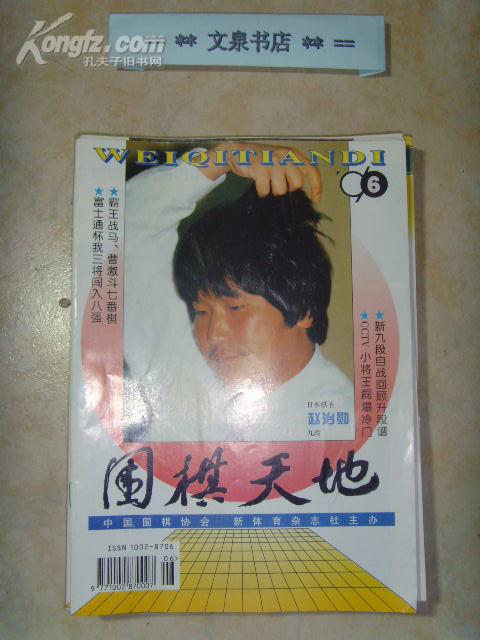 Kongfz.com
孔夫子旧书网
** 文泉书店 ** ==
WEIQITIANDI
'96 6
★霸王战马、曹激斗七番棋
★富士通杯我三将闯入八强
★新九段自战回顾升段谱
★CCTV小将王磊爆冷门
日本棋圣
赵治勋
九段
围棋天地
中国围棋协会 新体育杂志社主办
ISSN 1002-8706
06>
9 771002 870007